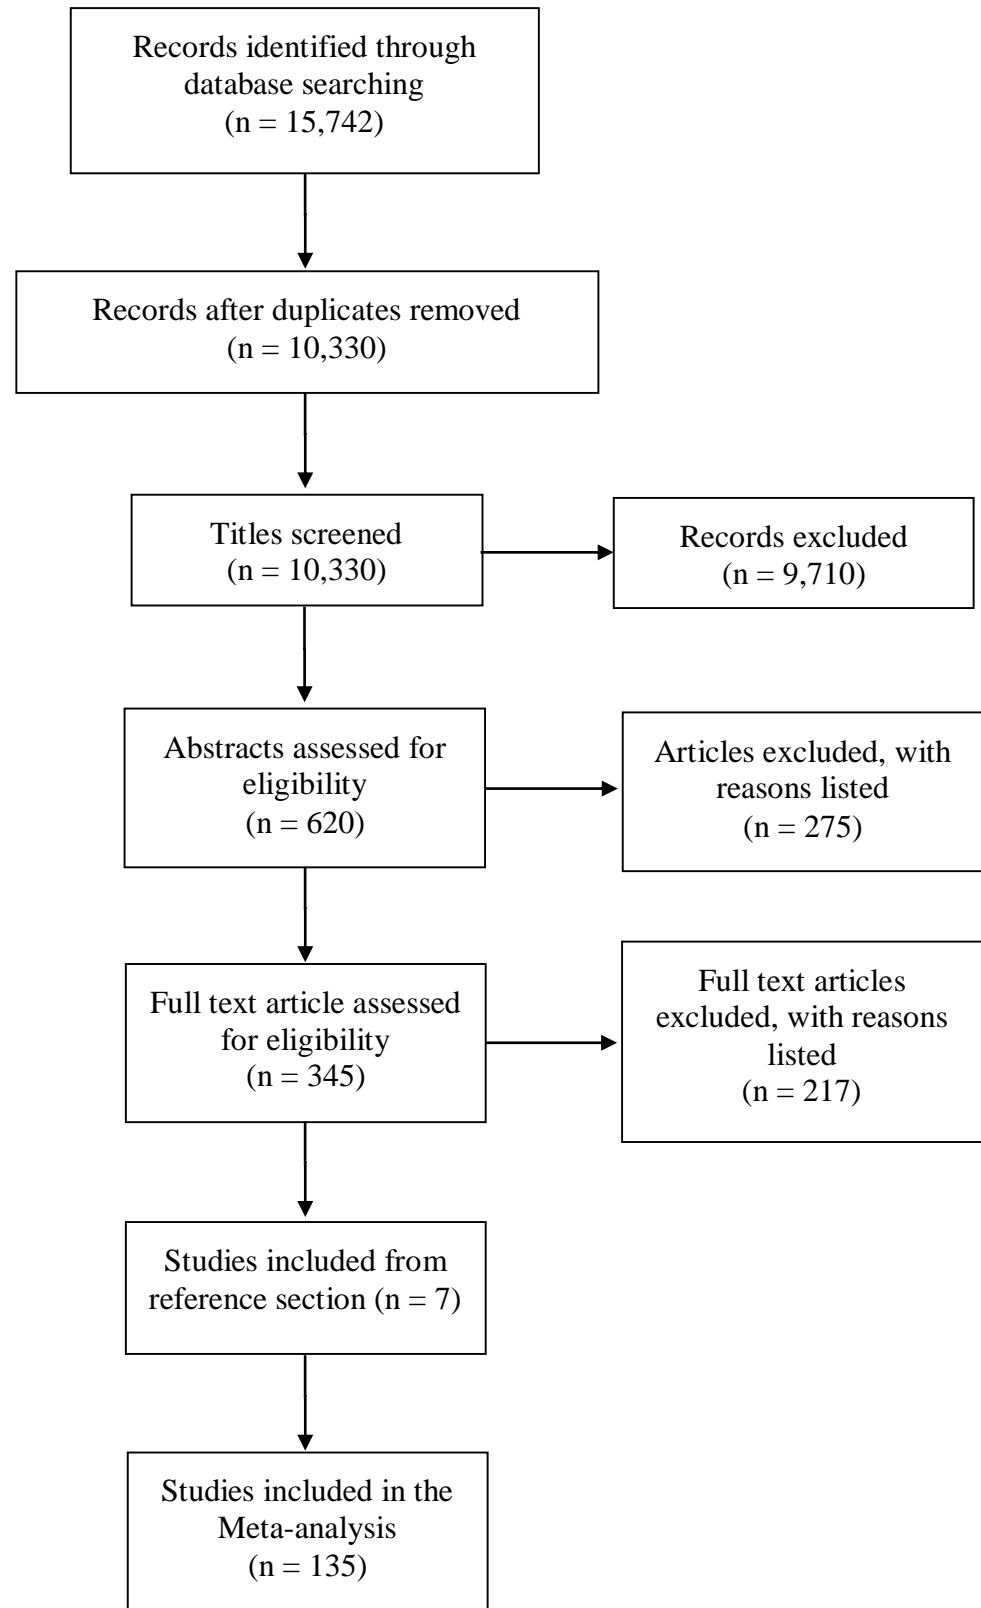 Records identified through
database searching
(n = 15,742)
Records after duplicates removed
(n = 10,330)
Titles screened
(n = 10,330)
Records excluded
(n = 9,710)
Abstracts assessed for
eligibility
(n = 620)
Articles excluded, with
reasons listed
(n = 275)
Full text article assessed
for eligibility
(n = 345)
Full text articles
excluded, with reasons
listed
(n = 217)
Studies included from
reference section (n = 7)
Studies included in the
Meta-analysis
(n = 135)